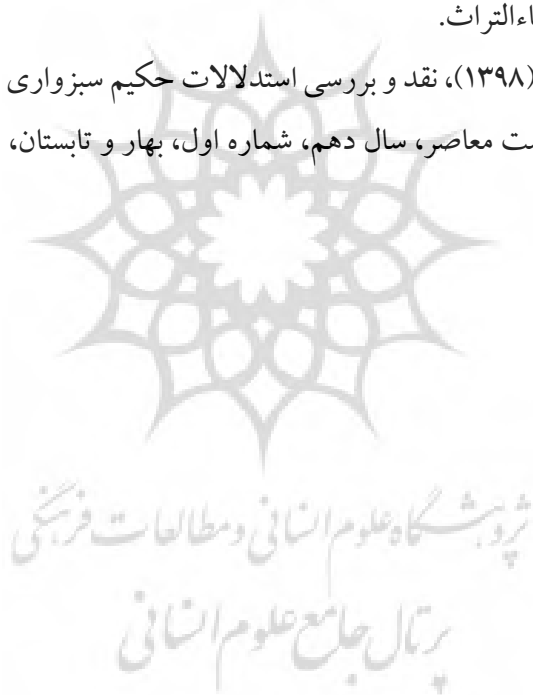 اءالتراث.
(۱۳۹۸)، نقد و بررسی استدلالات حکیم سبزواری
ت معاصر، سال دهم، شماره اول، بهار و تابستان،
پژوهشگاه علوم انسانی و مطالعات فرهنگی
پرتال جامع علوم انسانی